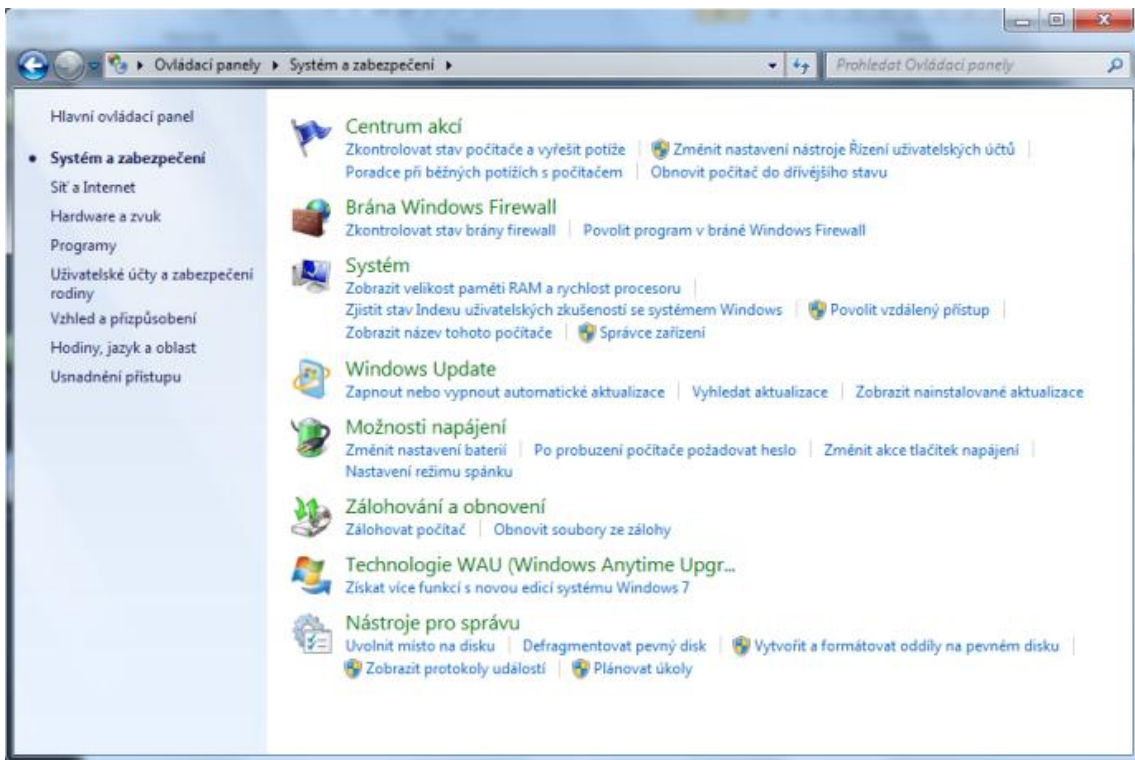 Ovládací panely Systém a zabezpečení
Prohledat Ovládací panely
Hlavní ovládací panel
Systém a zabezpečení
Síť a Internet
Hardware a zvuk
Programy
Uživatelské účty a zabezpečení
rodiny
Vzhled a přizpůsobení
Hodiny, jazyk a oblast
Usnadnění přístupu
Centrum akcí
Zkontrolovat stav počítače a vyřešit potíže Změnit nastavení nástroje Řízení uživatelských účtů
Poradce při běžných potížích s počítačem Obnovit počítač do dřívějšího stavu
Brána Windows Firewall
Zkontrolovat stav brány firewall Povolit program v bráně Windows Firewall
Systém
Zobrazit velikost paměti RAM a rychlost procesoru
Zjistit stav Indexu uživatelských zkušeností se systémem Windows Povolit vzdálený přístup
Zobrazit název tohoto počítače Správce zařízení
Windows Update
Zapnout nebo vypnout automatické aktualizace Vyhledat aktualizace Zobrazit nainstalované aktualizace
Možnosti napájení
Změnit nastavení baterií Po probuzení počítače požadovat heslo Změnit akce tlačítek napájení
Nastavení režimu spánku
Zálohování a obnovení
Zálohovat počítač Obnovit soubory ze zálohy
Technologie WAU (Windows Anytime Upgr...
Získat více funkcí s novou edicí systému Windows 7
Nástroje pro správu
Uvolnit místo na disku Defragmentovat pevný disk Vytvořit a formátovat oddíly na pevném disku
Zobrazit protokoly událostí Plánovat úkoly